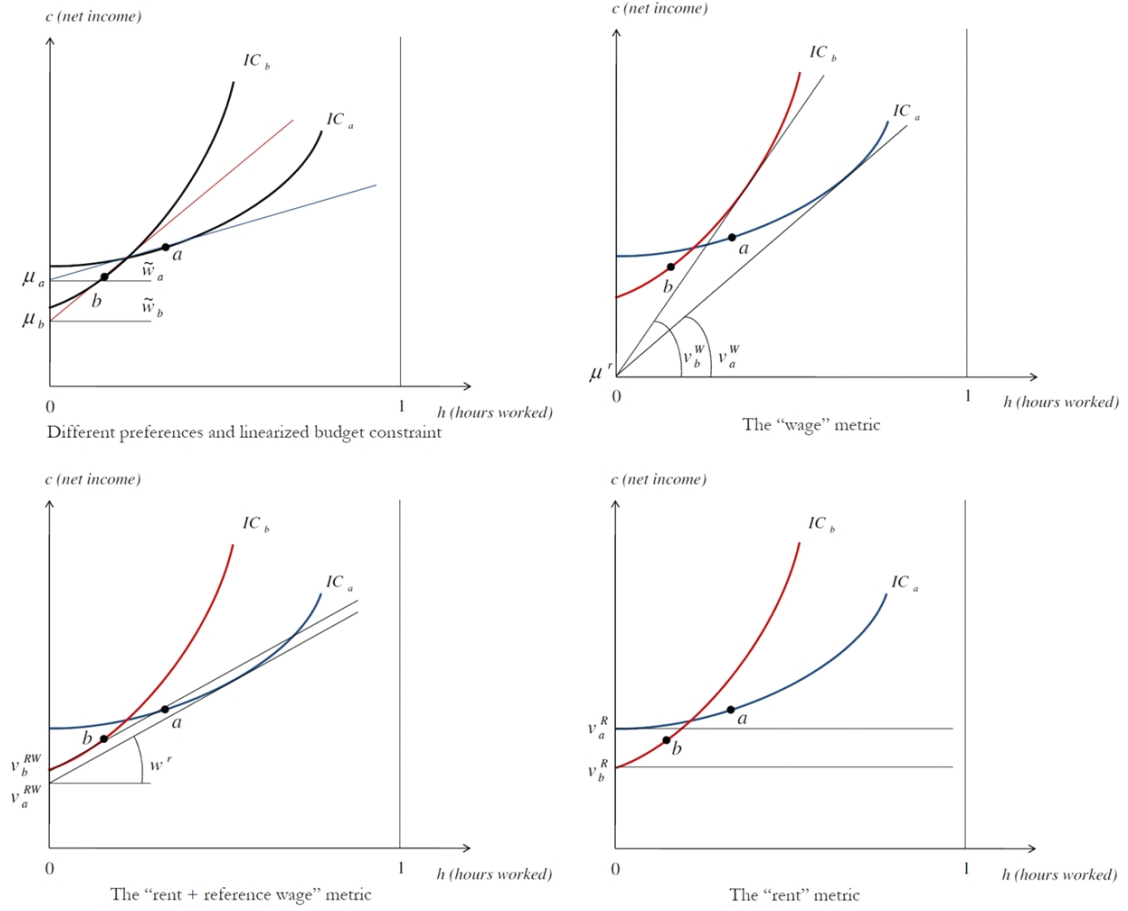 c (net income)
IC b
IC a
a
μ a
w̃ a
b
w̃ b
μ b
0
1
h (hours worked)
Different preferences and linearized budget constraint
c (net income)
IC b
IC a
a
b
v b W
v a W
μ r
0
1
h (hours worked)
The “wage” metric
c (net income)
IC b
IC a
a
b
v b RW
w r
v a RW
0
1
h (hours worked)
The “rent + reference wage” metric
c (net income)
IC b
IC a
a
v a R
b
v b R
0
1
h (hours worked)
The “rent” metric